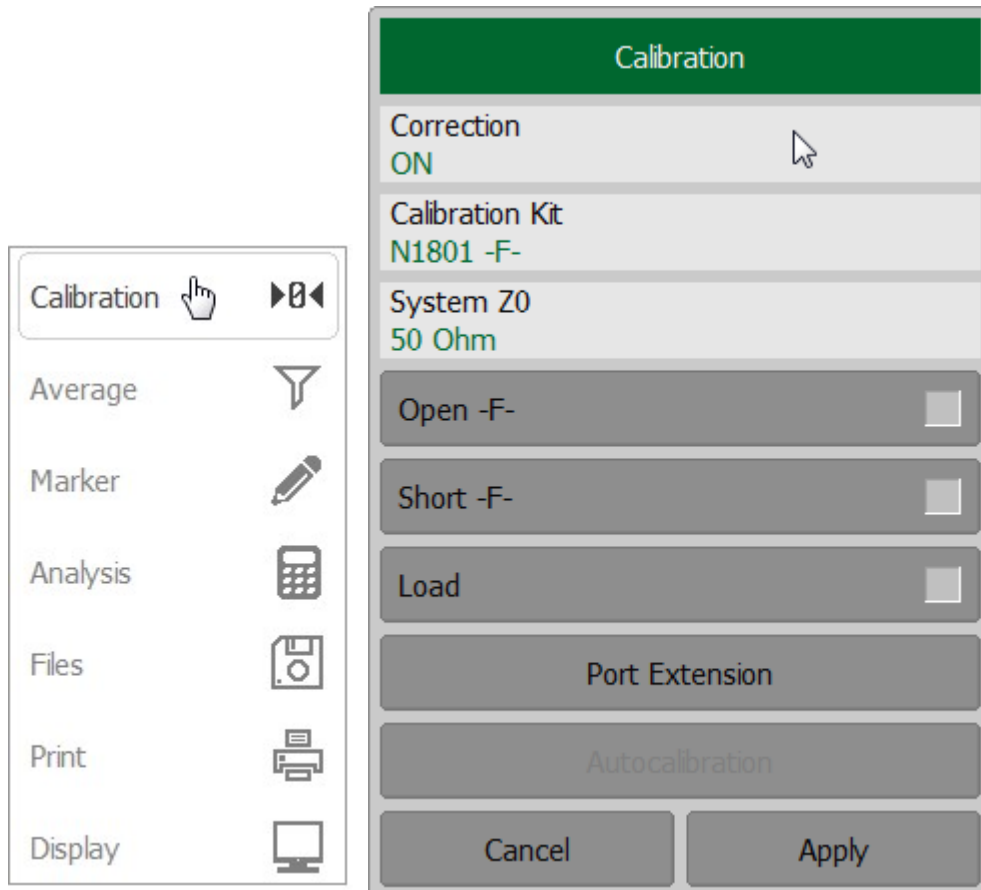 Calibration
Average
Marker
Analysis
Files
Print
Display
Calibration
Correction
ON
Calibration Kit
N1801 -F-
System Z0
50 Ohm
Open -F-
Short -F-
Load
Port Extension
Autocalibration
Cancel
Apply